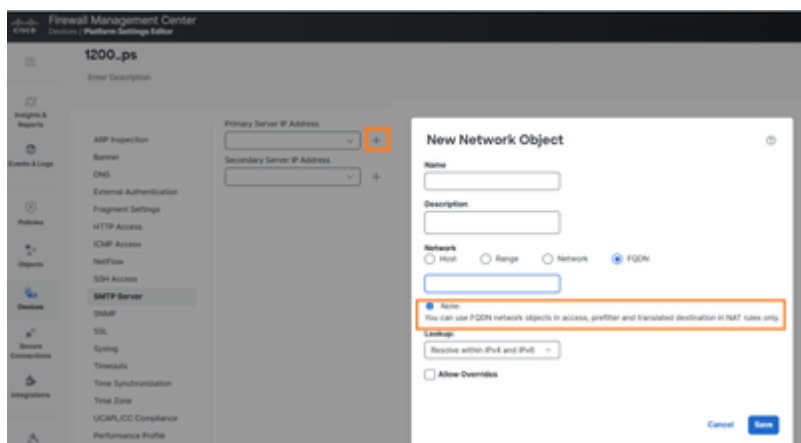 CISCO
Firewall Management Center
Devices / Platform Settings Editor
1200_ps
Enter Description
Insights & Reports
Events & Logs
Policies
Objects
Devices
Secure Connections
Integrations
ARP Inspection
Banner
DNS
External Authentication
Fragment Settings
HTTP Access
ICMP Access
NetFlow
SSH Access
SMTP Server
SNMP
SSL
Syslog
Timeouts
Time Synchronization
Time Zone
UCAPL/CC Compliance
Performance Profile
Primary Server IP Address
Secondary Server IP Address
New Network Object
Name
Description
Network
Host Range Network FQDN
Note:
You can use FQDN network objects in access, prefilter and translated destination in NAT rules only.
Lookup:
Resolve within IPv4 and IPv6
Allow Overrides
Cancel Save